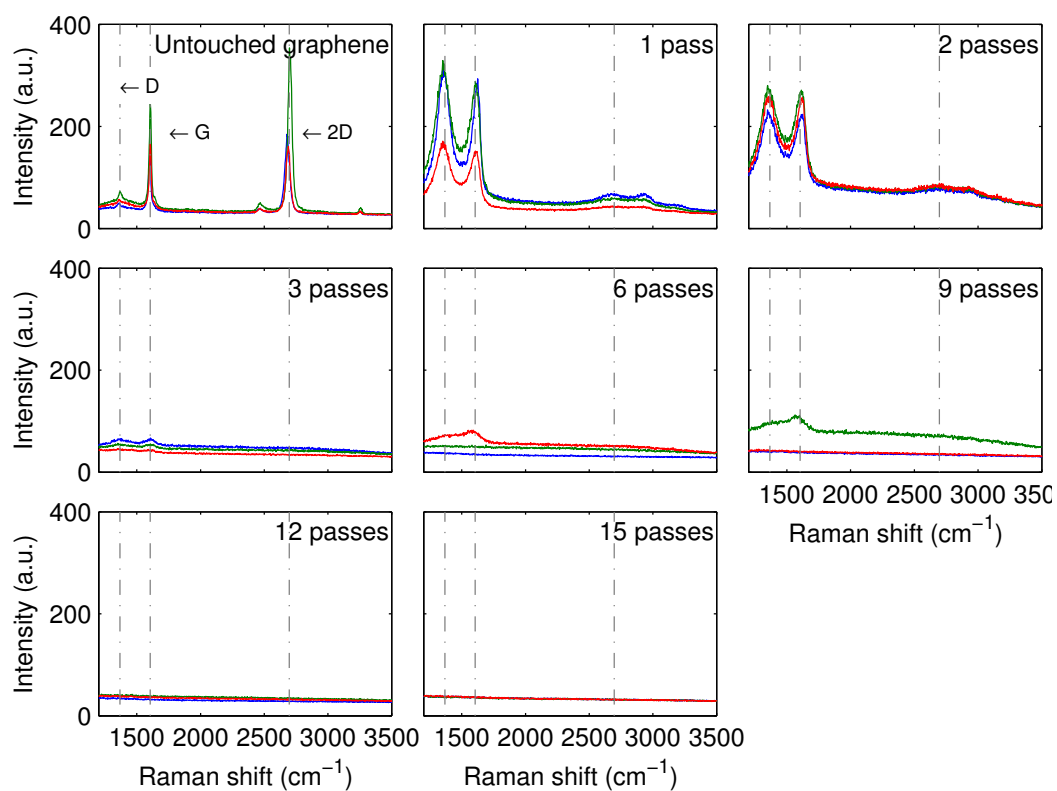 400
200
0
Intensity (a.u.)
Untouched graphene
← D
← G
← 2D
1 pass
2 passes
400
200
0
Intensity (a.u.)
3 passes
6 passes
9 passes
1500 2000 2500 3000 3500
Raman shift (cm⁻¹)
400
200
0
Intensity (a.u.)
12 passes
15 passes
1500 2000 2500 3000 3500
Raman shift (cm⁻¹)
1500 2000 2500 3000 3500
Raman shift (cm⁻¹)